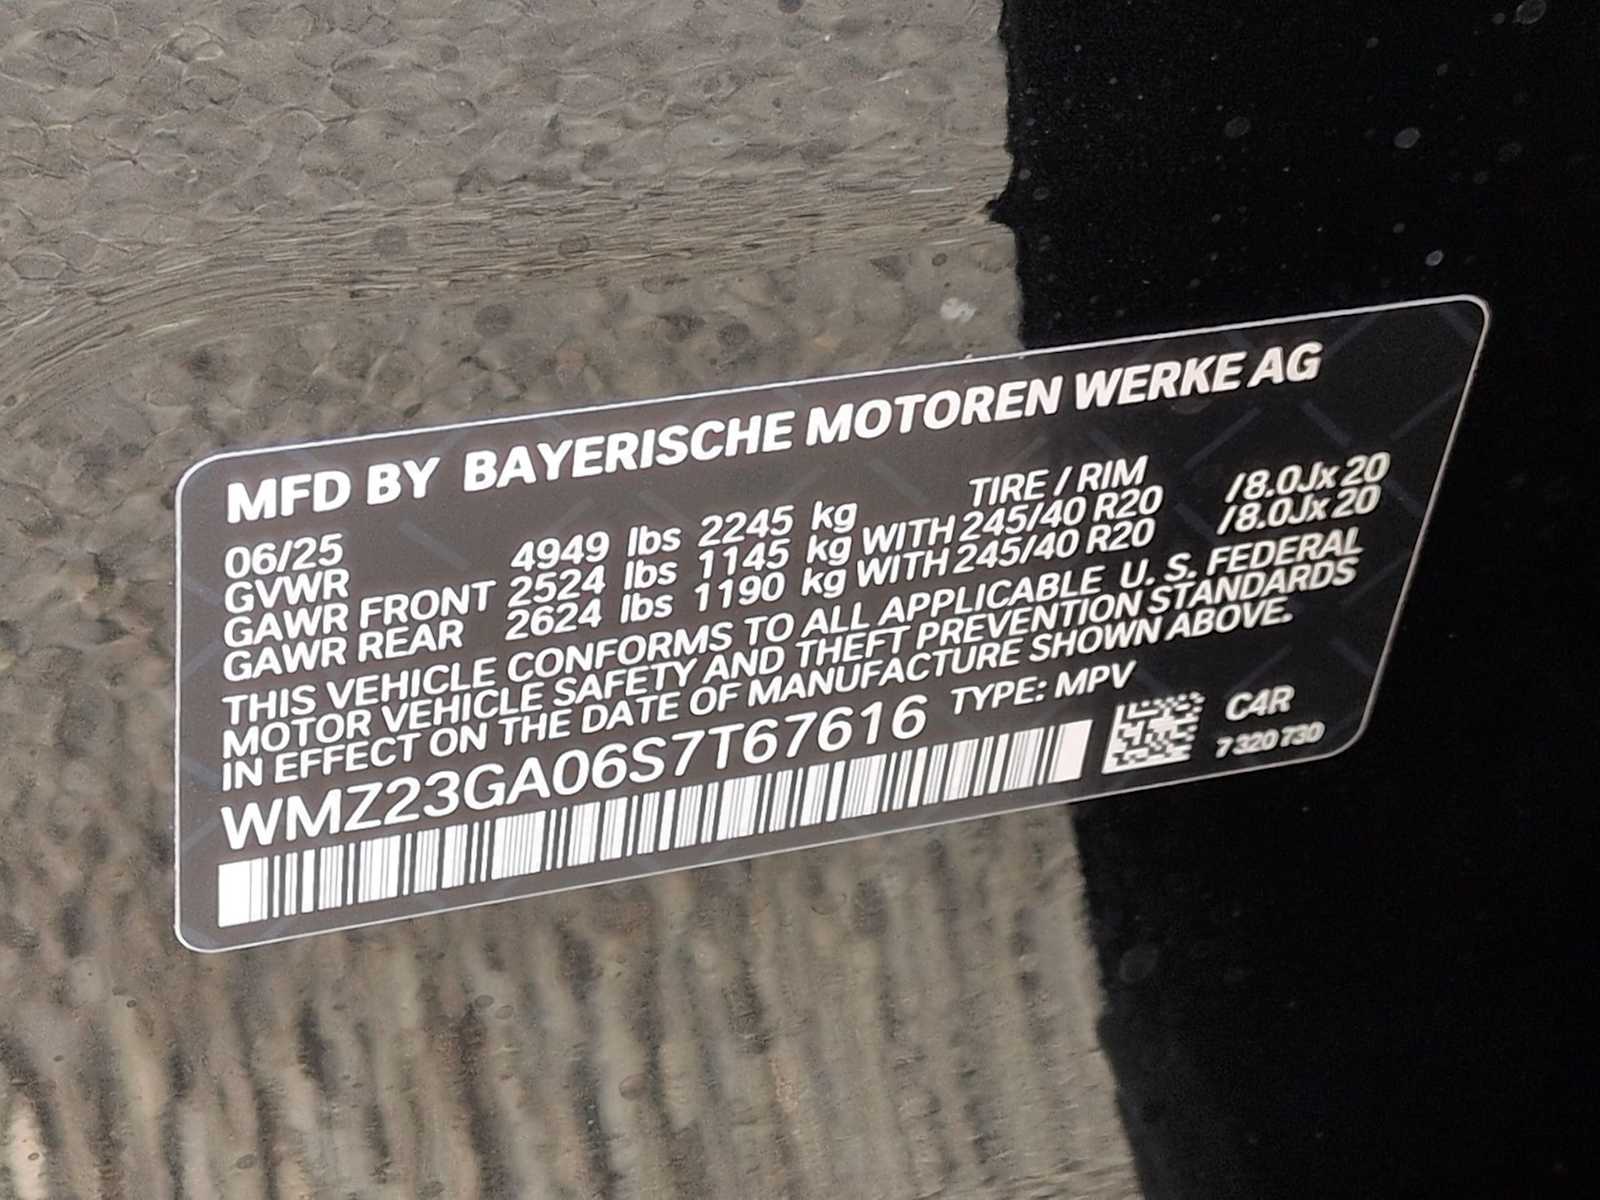 MFD BY BAYERISCHE MOTOREN WERKE AG
06/25 TIRE / RIM
GVWR 4949 lbs 2245 kg
GAWR FRONT 2524 lbs 1145 kg WITH 245/40 R20 /8.0Jx20
GAWR REAR 2624 lbs 1190 kg WITH 245/40 R20 /8.0Jx20
THIS VEHICLE CONFORMS TO ALL APPLICABLE U. S. FEDERAL
MOTOR VEHICLE SAFETY AND THEFT PREVENTION STANDARDS
IN EFFECT ON THE DATE OF MANUFACTURE SHOWN ABOVE.
WMZ23GA06S7T67616 TYPE: MPV
C4R
7 320 730